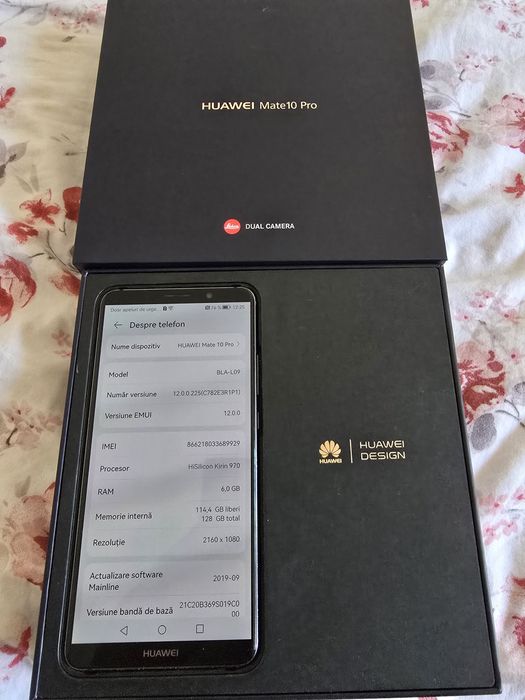 HUAWEI Mate10 Pro
Leica DUAL CAMERA
Doar apeluri de urge 12:25
Despre telefon
Nume dispozitiv HUAWEI Mate 10 Pro
Model BLA-L09
Număr versiune 12.0.0.225(C782E3R1P1)
Versiune EMUI 12.0.0
IMEI 866218033689929
Procesor HiSilicon Kirin 970
RAM 6,0 GB
Memorie internă 114,4 GB liberi
128 GB total
Rezoluție 2160 x 1080
Actualizare software
Mainline 2019-09
Versiune bandă de bază 21C20B369S019C0
00
HUAWEI
HUAWEI
HUAWEI
DESIGN